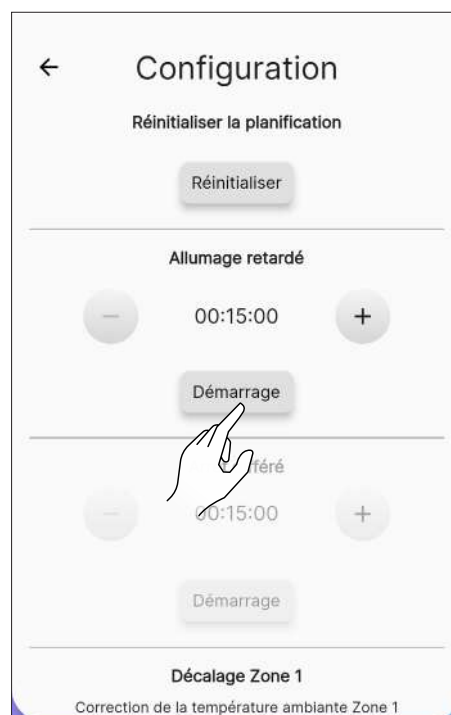 ← Configuration
Réinitialiser la planification
Réinitialiser
Allumage retardé
− 00:15:00 +
Démarrage
féré
− 00:15:00 +
Démarrage
Décalage Zone 1
Correction de la température ambiante Zone 1